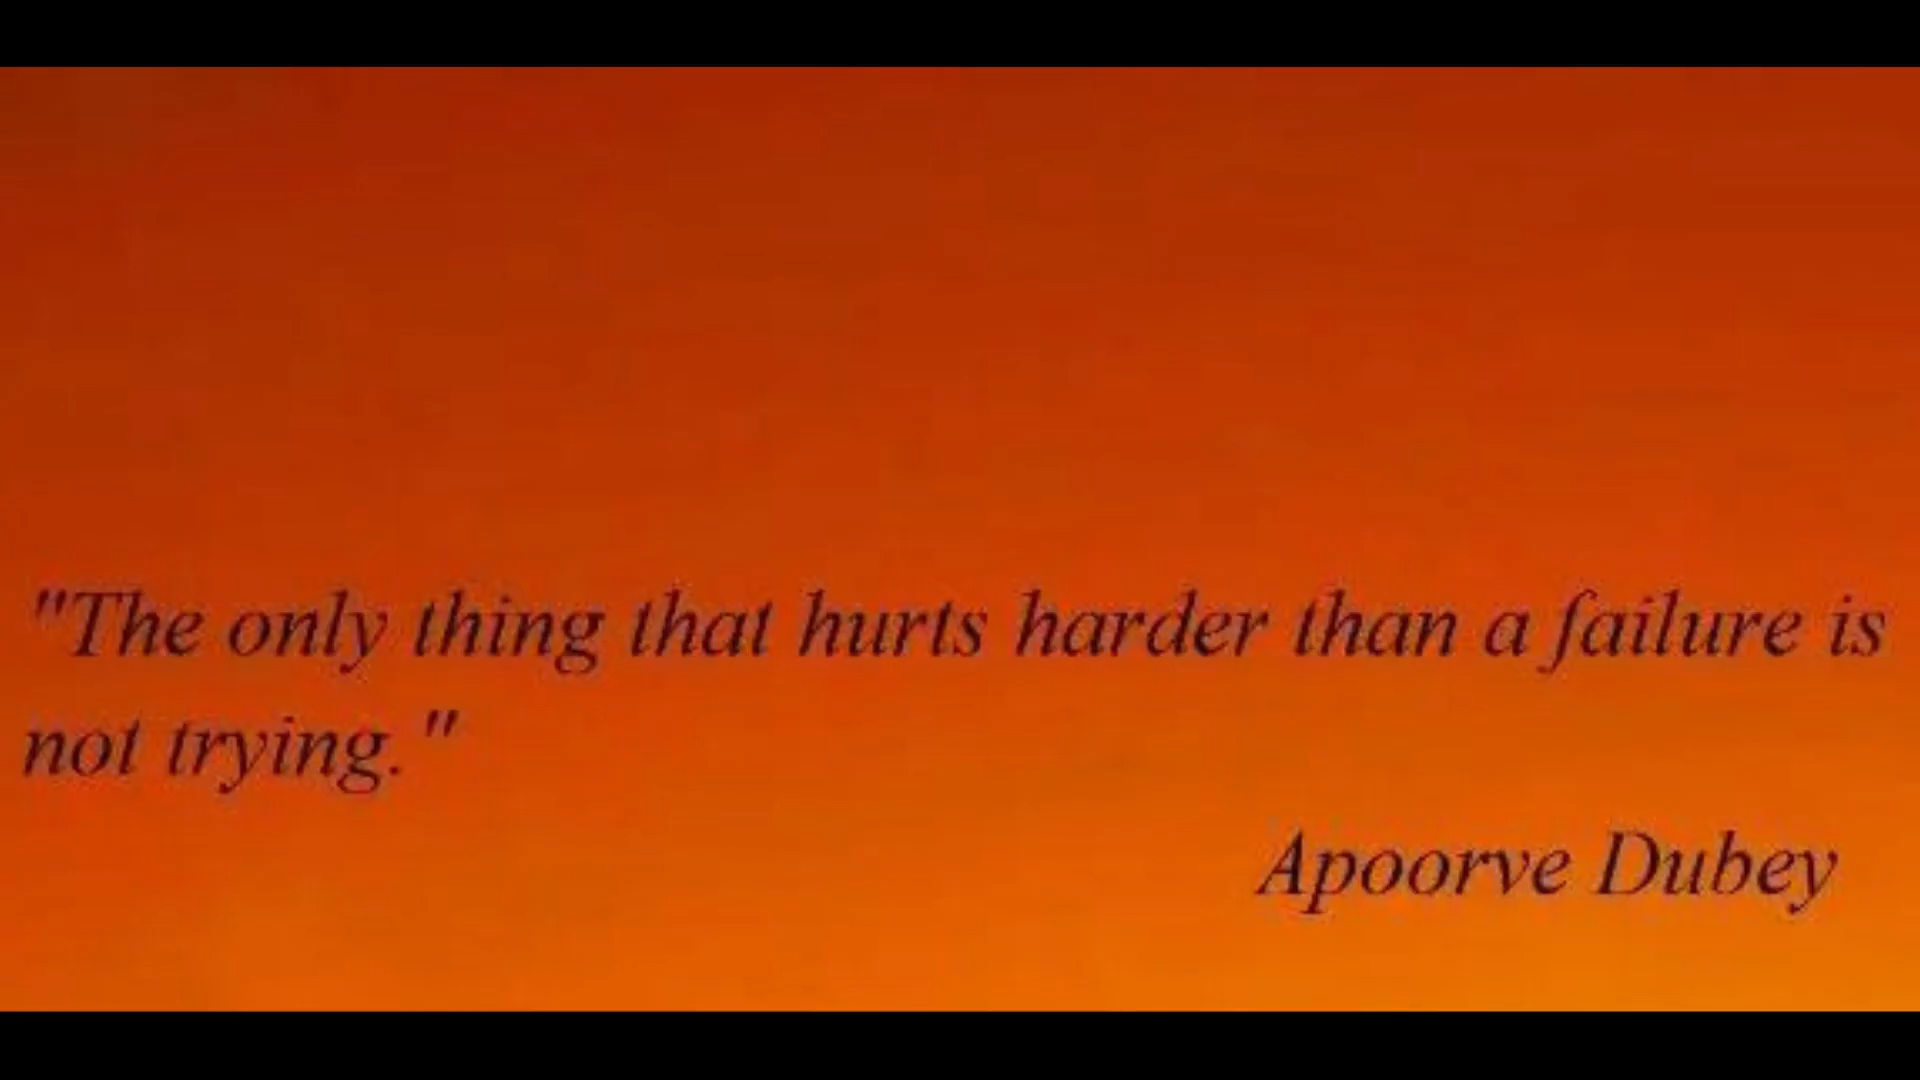 "The only thing that hurts harder than a failure is
not trying."
Apoorve Dubey